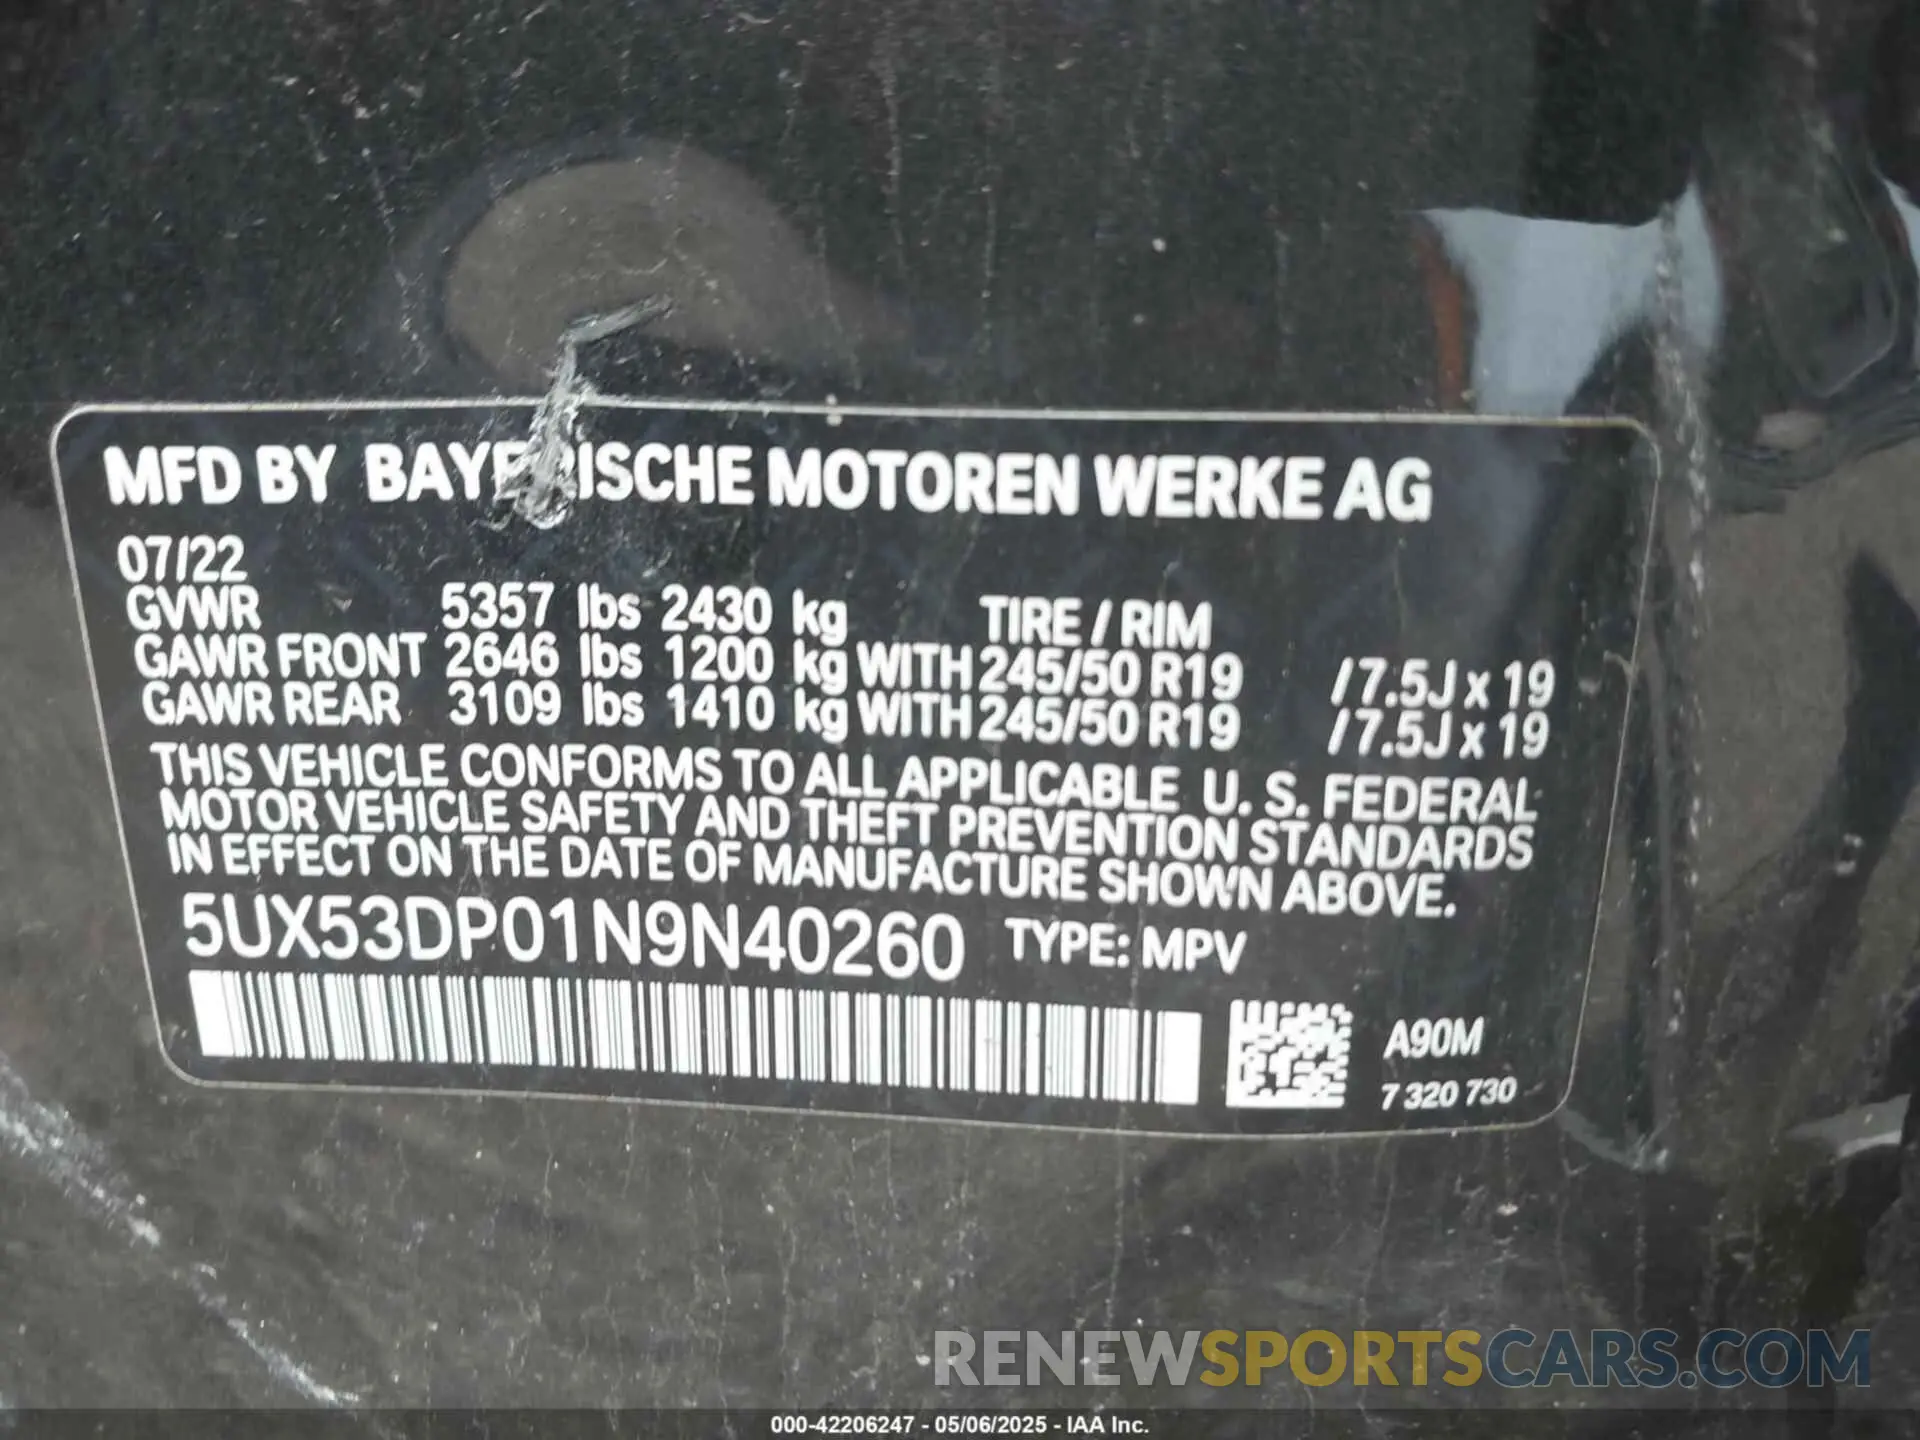 MFD BY BAYERISCHE MOTOREN WERKE AG
07/22
GVWR 5357 lbs 2430 kg TIRE / RIM
GAWR FRONT 2646 lbs 1200 kg WITH 245/50 R19 /7.5J x 19
GAWR REAR 3109 lbs 1410 kg WITH 245/50 R19 /7.5J x 19
THIS VEHICLE CONFORMS TO ALL APPLICABLE U. S. FEDERAL
MOTOR VEHICLE SAFETY AND THEFT PREVENTION STANDARDS
IN EFFECT ON THE DATE OF MANUFACTURE SHOWN ABOVE.
5UX53DP01N9N40260 TYPE: MPV
A90M
7 320 730
RENEWSPORTSCARS.COM
000-42206247 - 05/06/2025 - IAA Inc.